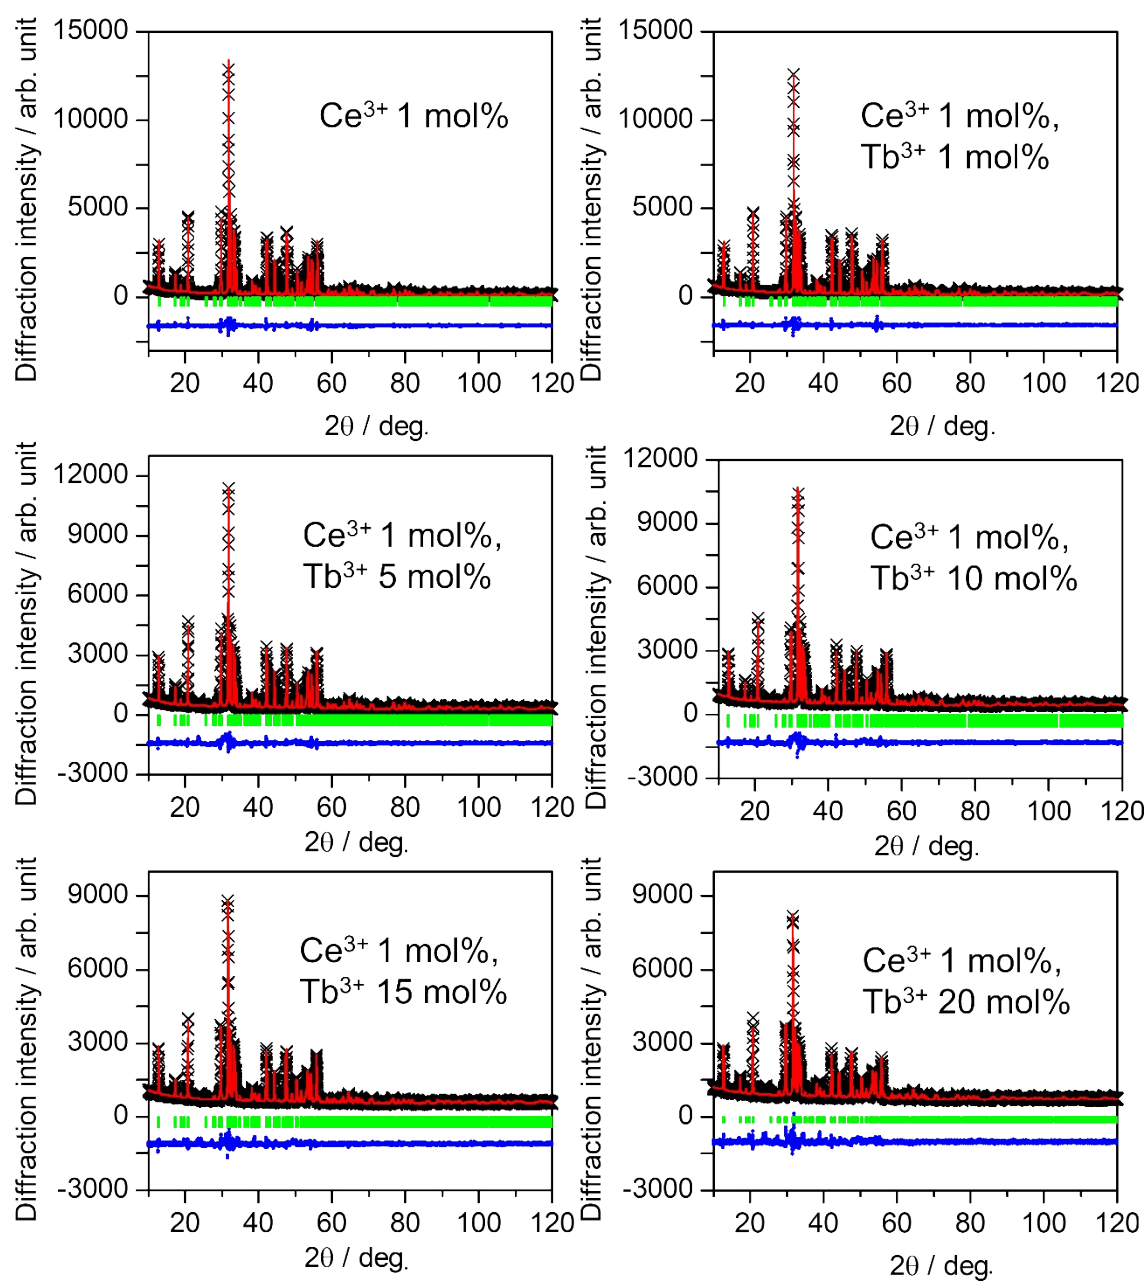 Diffraction intensity / arb. unit
15000
10000
5000
0
Ce³⁺ 1 mol%
20 40 60 80 100 120
2θ / deg.
Diffraction intensity / arb. unit
15000
10000
5000
0
Ce³⁺ 1 mol%,
Tb³⁺ 1 mol%
20 40 60 80 100 120
2θ / deg.
Diffraction intensity / arb. unit
12000
9000
6000
3000
0
-3000
Ce³⁺ 1 mol%,
Tb³⁺ 5 mol%
20 40 60 80 100 120
2θ / deg.
Diffraction intensity / arb. unit
12000
9000
6000
3000
0
-3000
Ce³⁺ 1 mol%,
Tb³⁺ 10 mol%
20 40 60 80 100 120
2θ / deg.
Diffraction intensity / arb. unit
9000
6000
3000
0
-3000
Ce³⁺ 1 mol%,
Tb³⁺ 15 mol%
20 40 60 80 100 120
2θ / deg.
Diffraction intensity / arb. unit
9000
6000
3000
0
-3000
Ce³⁺ 1 mol%,
Tb³⁺ 20 mol%
20 40 60 80 100 120
2θ / deg.